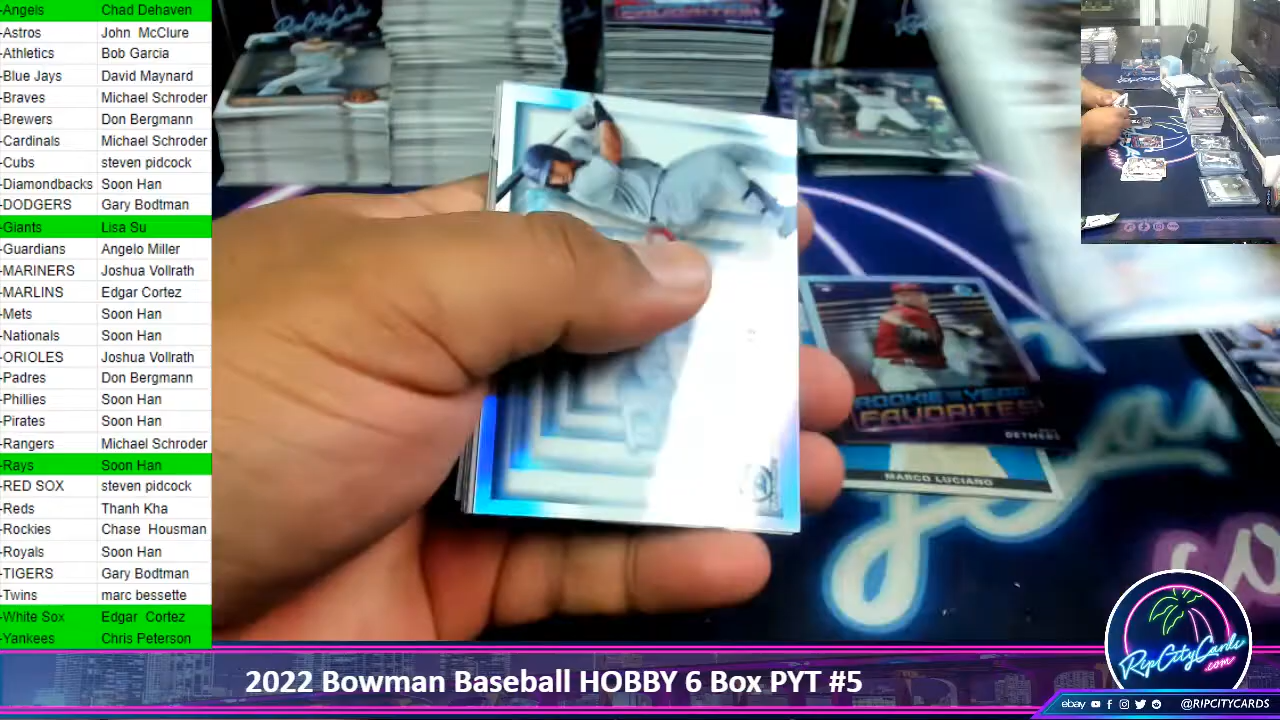 -Angels Chad Dehaven
-Astros John McClure
-Athletics Bob Garcia
-Blue Jays David Maynard
-Braves Michael Schroder
-Brewers Don Bergmann
-Cardinals Michael Schroder
-Cubs steven pidcock
-Diamondbacks Soon Han
-DODGERS Gary Bodtman
-Giants Lisa Su
-Guardians Angelo Miller
-MARINERS Joshua Vollrath
-MARLINS Edgar Cortez
-Mets Soon Han
-Nationals Soon Han
-ORIOLES Joshua Vollrath
-Padres Don Bergmann
-Phillies Soon Han
-Pirates Soon Han
-Rangers Michael Schroder
-Rays Soon Han
-RED SOX steven pidcock
-Reds Thanh Kha
-Rockies Chase Housman
-Royals Soon Han
-TIGERS Gary Bodtman
-Twins marc bessette
-White Sox Edgar Cortez
-Yankees Chris Peterson
FAVORITES
ROOKIE OF THE YEAR
FAVORITES!
DETMERS
MARCO LUCIANO
RipCityCards
.com
2022 Bowman Baseball HOBBY 6 Box PYT #5
ebay @RIPCITYCARDS